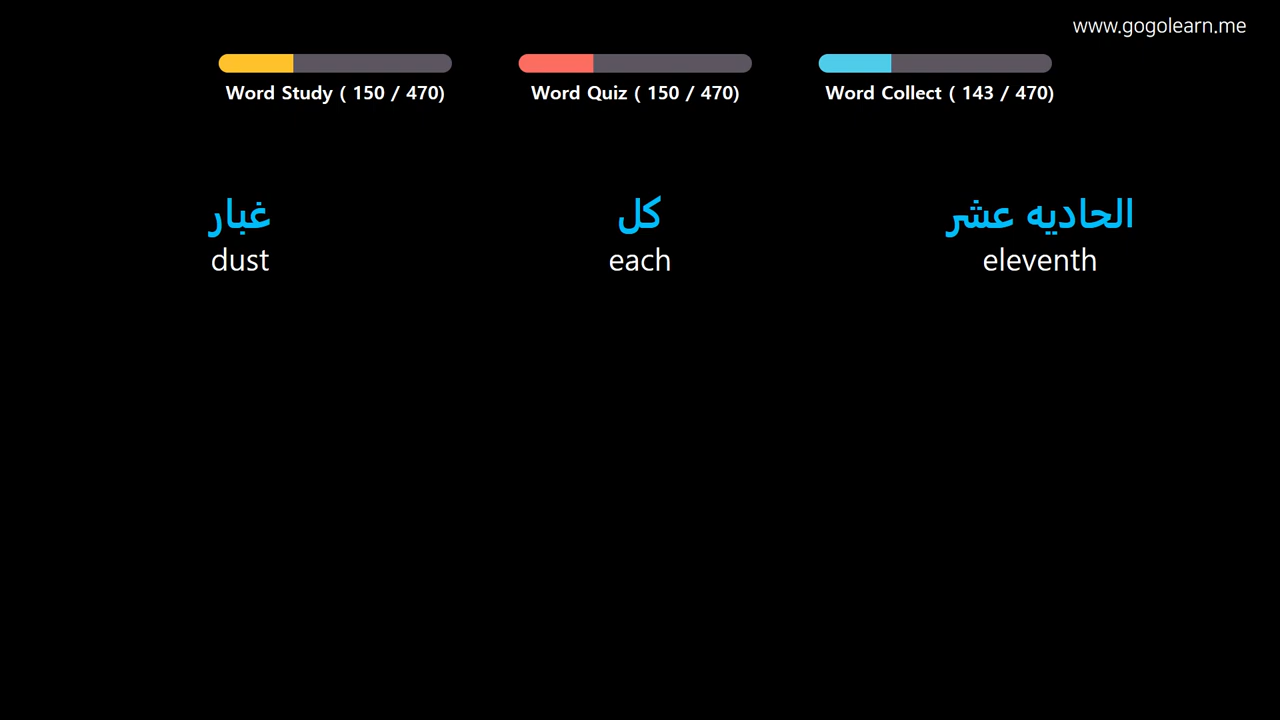 www.gogolearn.me
Word Study ( 150 / 470)
Word Quiz ( 150 / 470)
Word Collect ( 143 / 470)
غبار
dust
كل
each
الحاديه عشر
eleventh